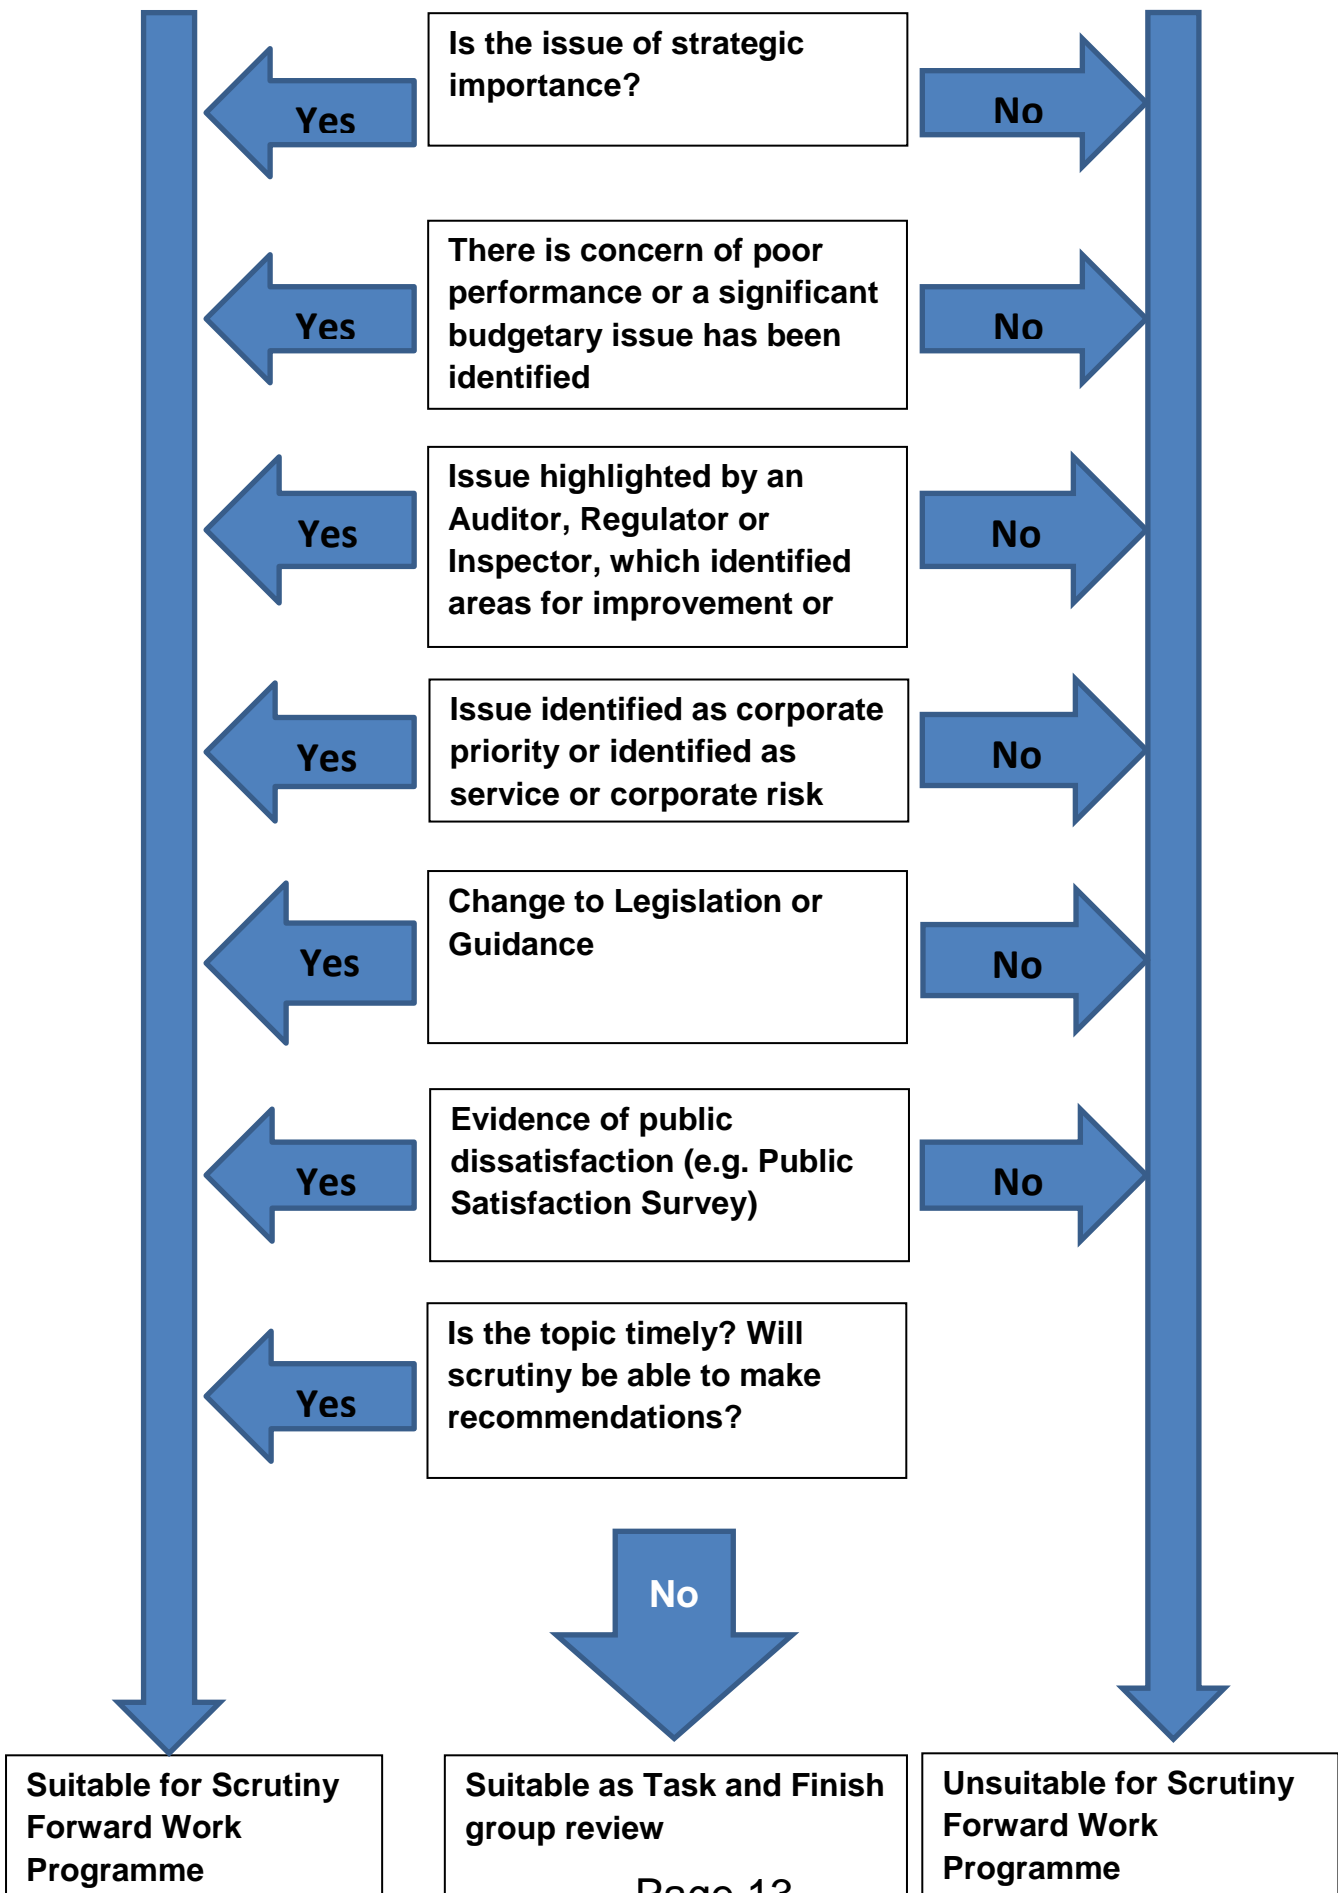 Is the issue of strategic
importance?
Yes
No
There is concern of poor
performance or a significant
budgetary issue has been
identified
Yes
No
Issue highlighted by an
Auditor, Regulator or
Inspector, which identified
areas for improvement or
Yes
No
Issue identified as corporate
priority or identified as
service or corporate risk
Yes
No
Change to Legislation or
Guidance
Yes
No
Evidence of public
dissatisfaction (e.g. Public
Satisfaction Survey)
Yes
No
Is the topic timely? Will
scrutiny be able to make
recommendations?
Yes
No
Suitable for Scrutiny
Forward Work
Programme
Suitable as Task and Finish
group review
Unsuitable for Scrutiny
Forward Work
Programme
Page 13